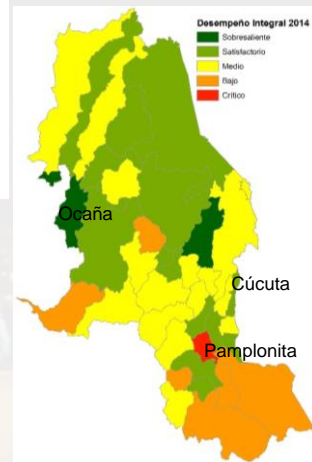 Desempeño Integral 2014
Sobresaliente
Satisfactorio
Medio
Bajo
Crítico
Ocaña
Cúcuta
Pamplonita